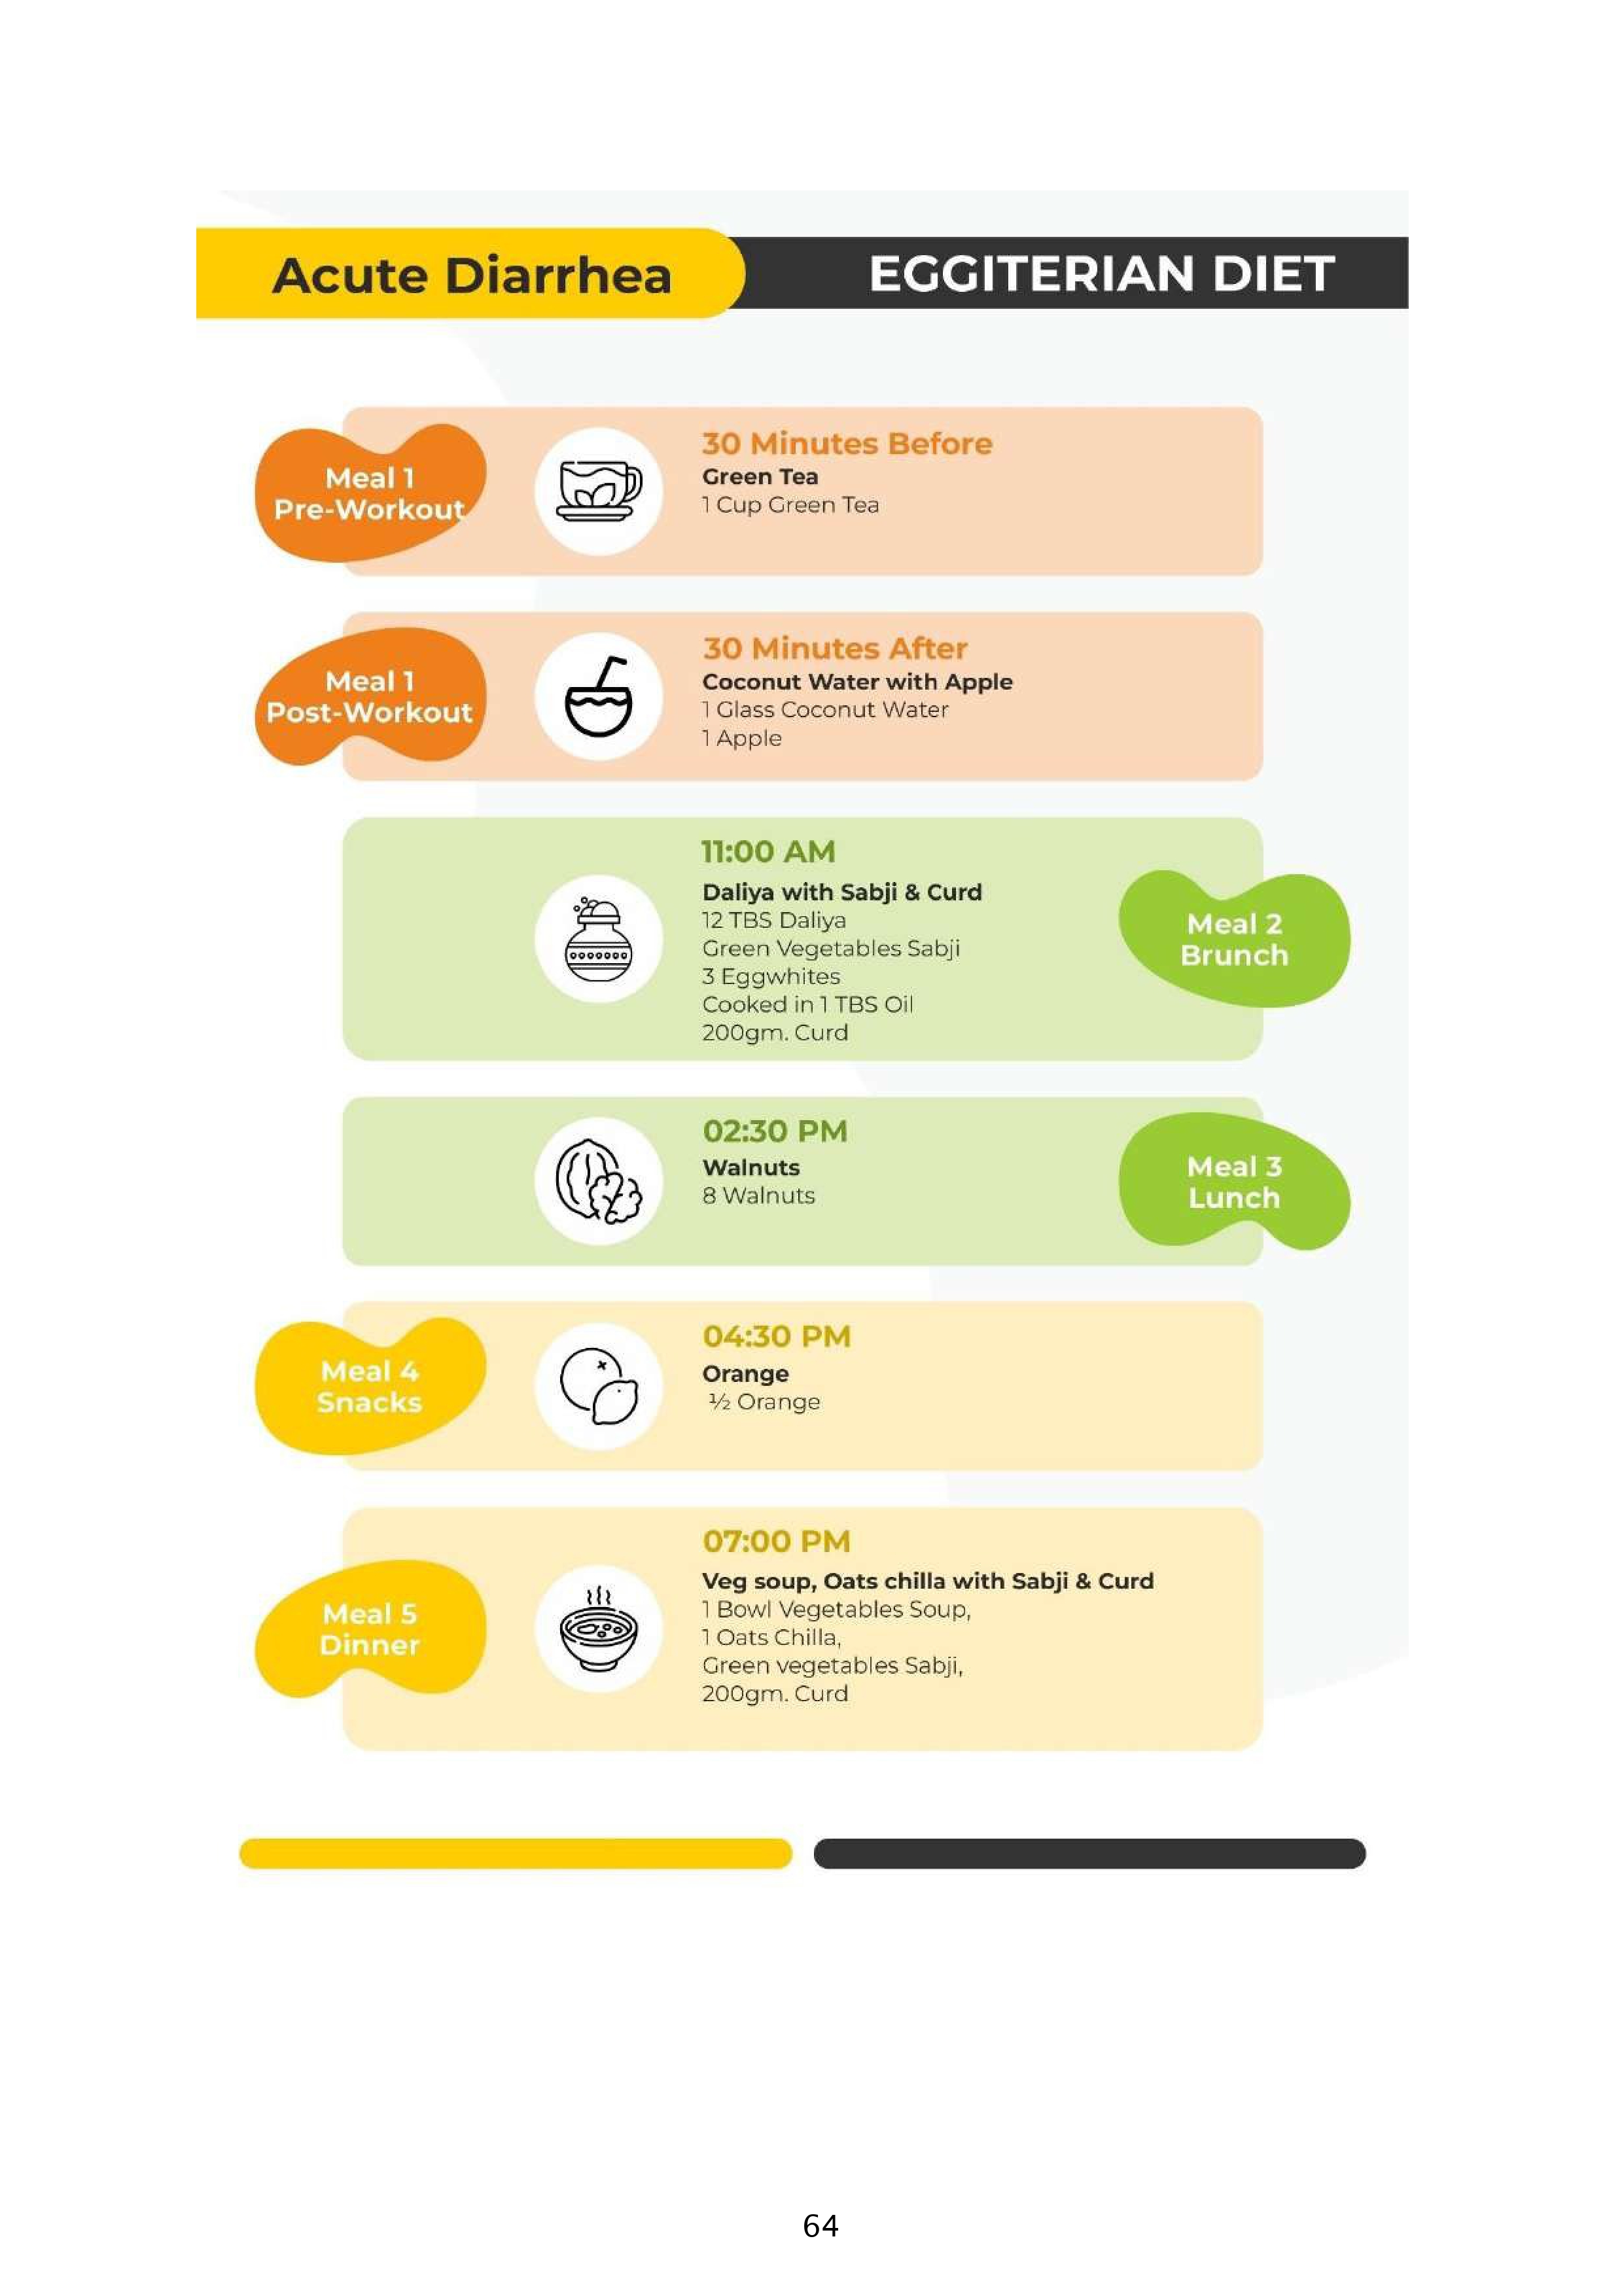 Acute Diarrhea
EGGITERIAN DIET
Meal 1
Pre-Workout
30 Minutes Before
Green Tea
1 Cup Green Tea
Meal 1
Post-Workout
30 Minutes After
Coconut Water with Apple
1 Glass Coconut Water
1 Apple
11:00 AM
Daliya with Sabji & Curd
12 TBS Daliya
Green Vegetables Sabji
3 Eggwhites
Cooked in 1 TBS Oil
200gm. Curd
Meal 2
Brunch
02:30 PM
Walnuts
8 Walnuts
Meal 3
Lunch
Meal 4
Snacks
04:30 PM
Orange
½ Orange
Meal 5
Dinner
07:00 PM
Veg soup, Oats chilla with Sabji & Curd
1 Bowl Vegetables Soup,
1 Oats Chilla,
Green vegetables Sabji,
200gm. Curd
64